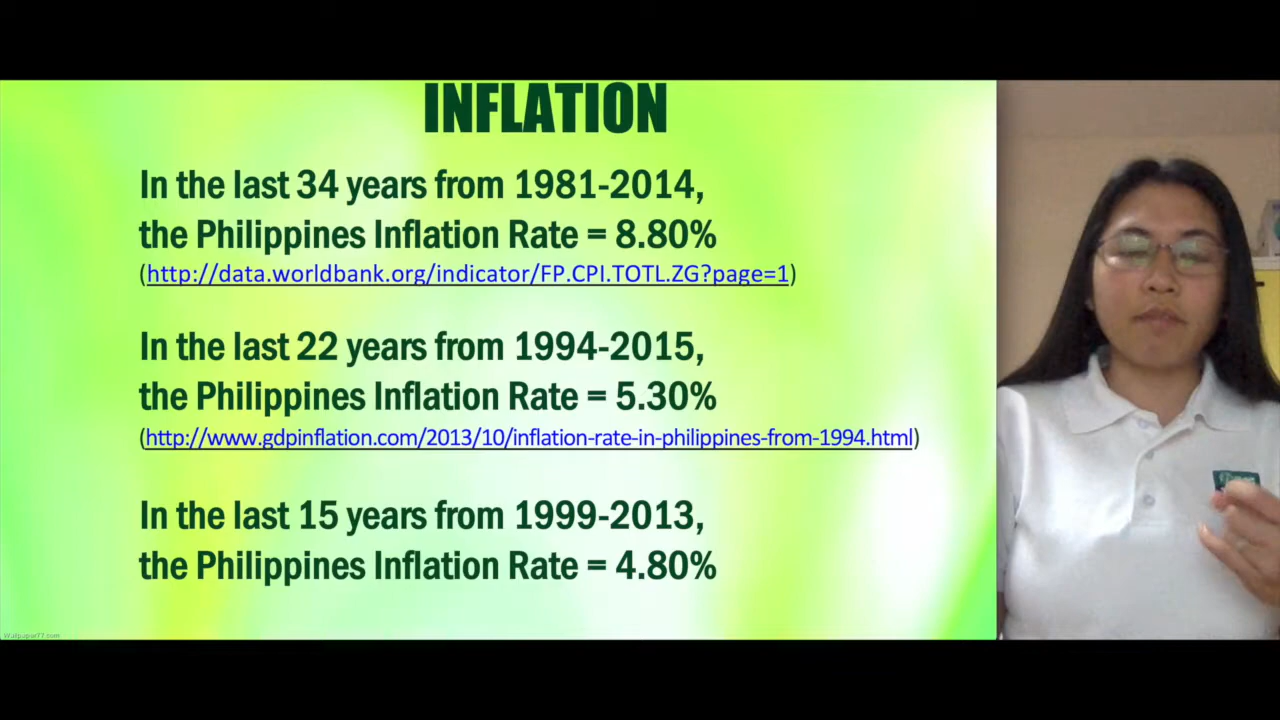 INFLATION
In the last 34 years from 1981-2014,
the Philippines Inflation Rate = 8.80%
(http://data.worldbank.org/indicator/FP.CPI.TOTL.ZG?page=1)
In the last 22 years from 1994-2015,
the Philippines Inflation Rate = 5.30%
(http://www.gdpinflation.com/2013/10/inflation-rate-in-philippines-from-1994.html)
In the last 15 years from 1999-2013,
the Philippines Inflation Rate = 4.80%
Wallpaper77.com